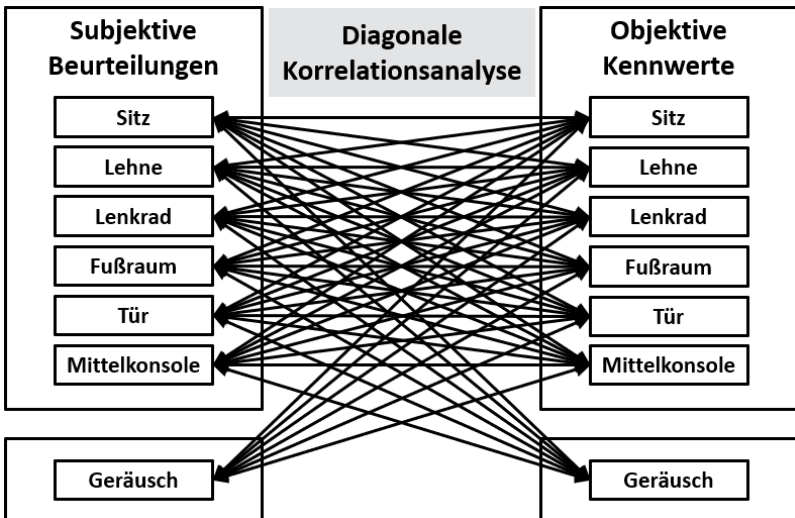 Subjektive
Beurteilungen
Sitz
Lehne
Lenkrad
Fußraum
Tür
Mittelkonsole
Geräusch
Diagonale
Korrelationsanalyse
Objektive
Kennwerte
Sitz
Lehne
Lenkrad
Fußraum
Tür
Mittelkonsole
Geräusch